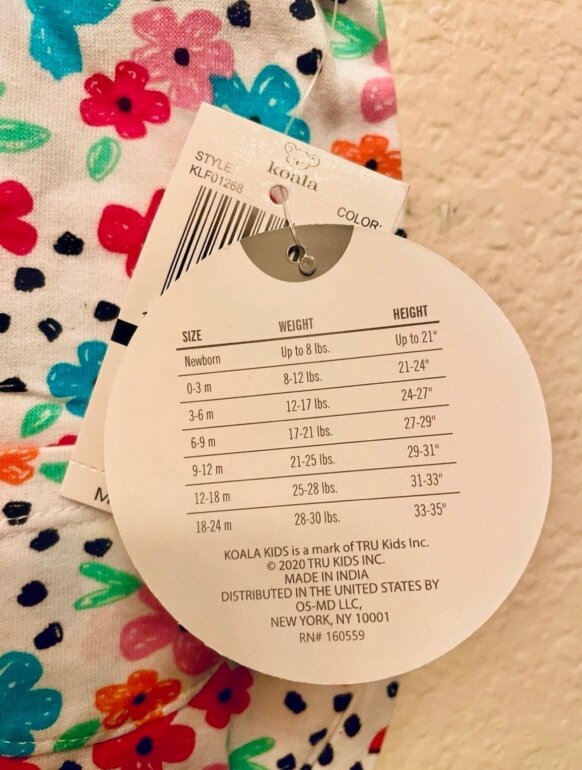 STYLE:
KLF01268
koala
COLOR:
SIZE WEIGHT HEIGHT
Newborn Up to 8 lbs. Up to 21"
0-3 m 8-12 lbs. 21-24"
3-6 m 12-17 lbs. 24-27"
6-9 m 17-21 lbs. 27-29"
9-12 m 21-25 lbs. 29-31"
12-18 m 25-28 lbs. 31-33"
18-24 m 28-30 lbs. 33-35"
KOALA KIDS is a mark of TRU Kids Inc.
© 2020 TRU KIDS INC.
MADE IN INDIA
DISTRIBUTED IN THE UNITED STATES BY
O5-MD LLC,
NEW YORK, NY 10001
RN# 160559